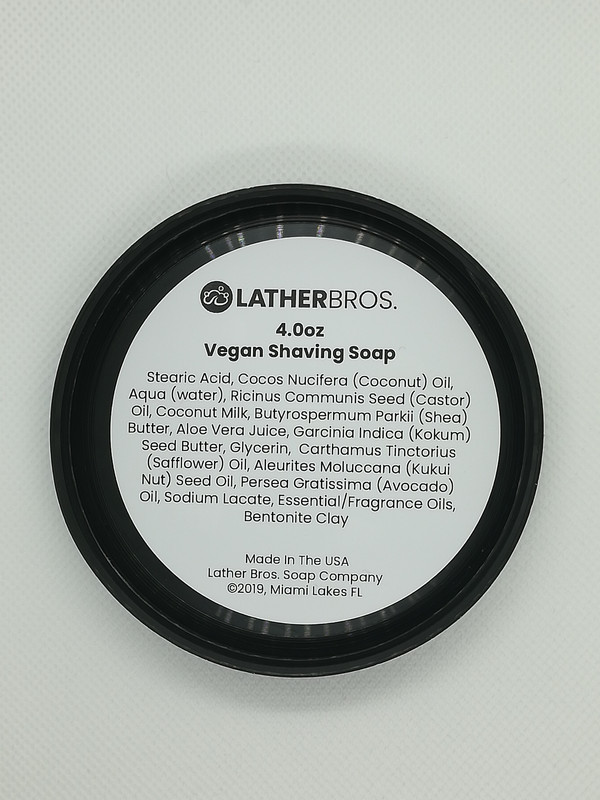 LATHERBROS.
4.0oz
Vegan Shaving Soap
Stearic Acid, Cocos Nucifera (Coconut) Oil,
Aqua (water), Ricinus Communis Seed (Castor)
Oil, Coconut Milk, Butyrospermum Parkii (Shea)
Butter, Aloe Vera Juice, Garcinia Indica (Kokum)
Seed Butter, Glycerin, Carthamus Tinctorius
(Safflower) Oil, Aleurites Moluccana (Kukui
Nut) Seed Oil, Persea Gratissima (Avocado)
Oil, Sodium Lacate, Essential/Fragrance Oils,
Bentonite Clay
Made In The USA
Lather Bros. Soap Company
©2019, Miami Lakes FL